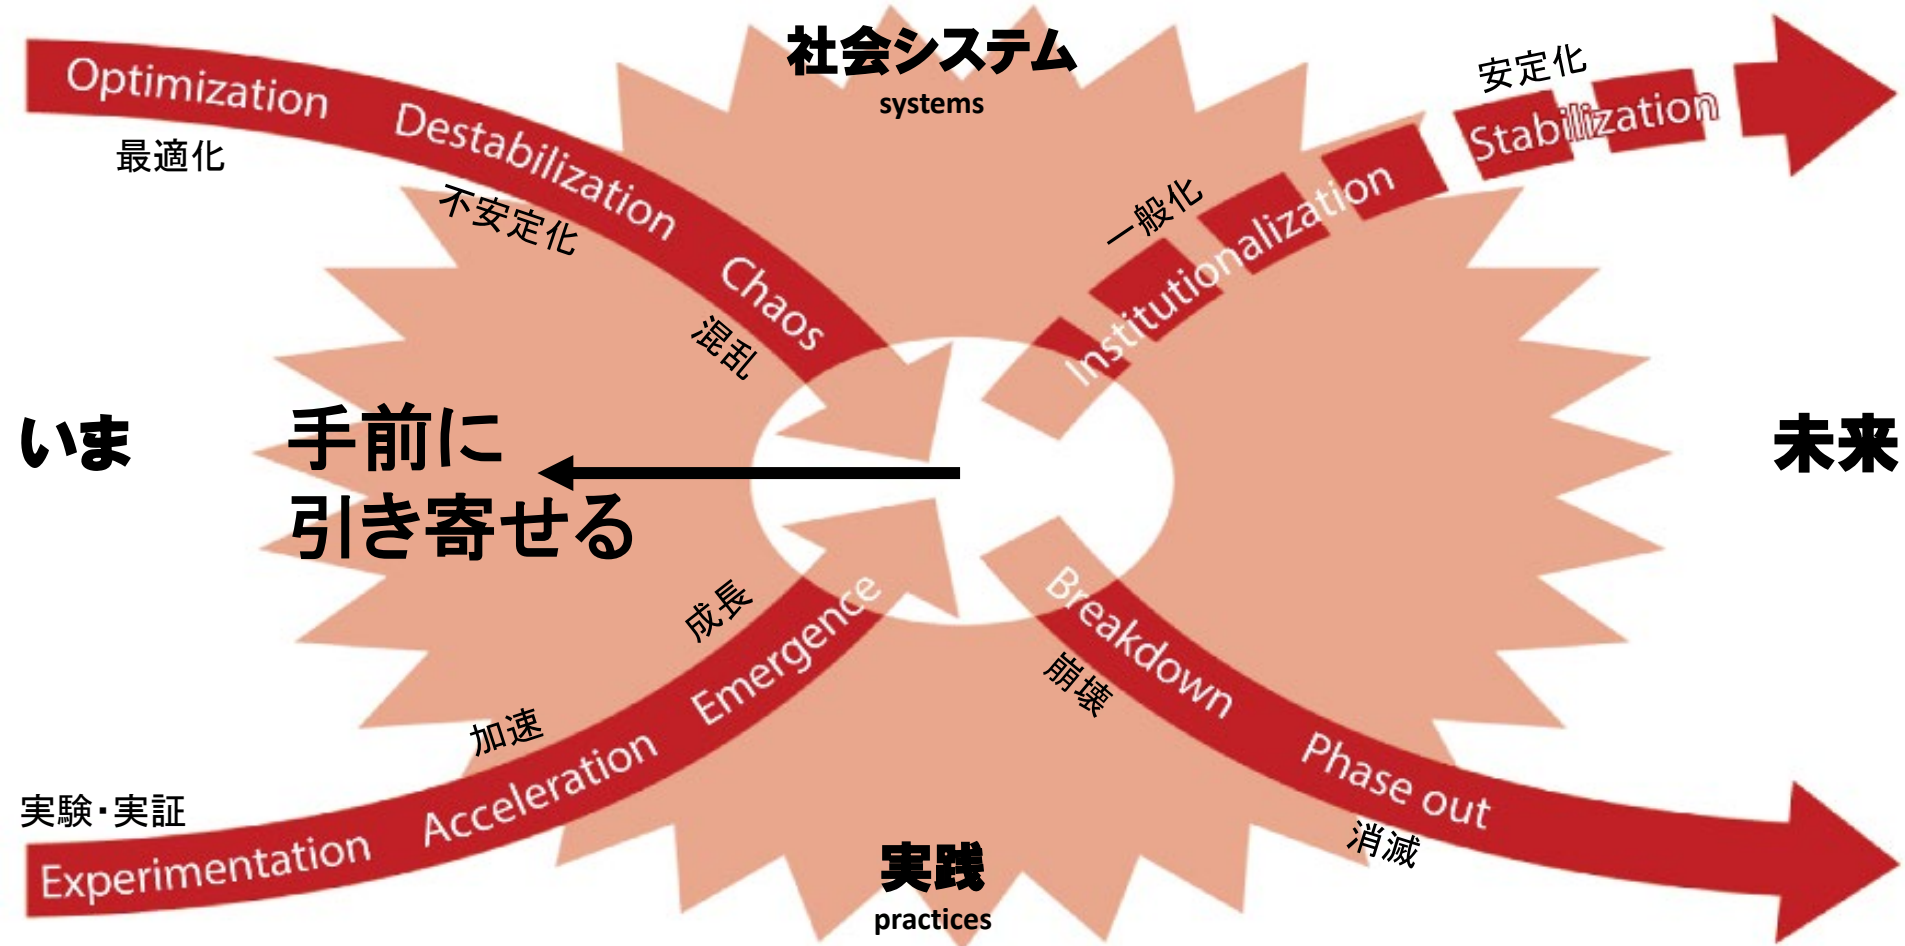 社会システム
systems
Optimization
最適化
Destabilization
不安定化
Chaos
混乱
安定化
Stabilization
一般化
Institutionalization
いま
手前に
引き寄せる
未来
成長
Emergence
加速
Acceleration
実験・実証
Experimentation
Breakdown
崩壊
Phase out
消滅
実践
practices